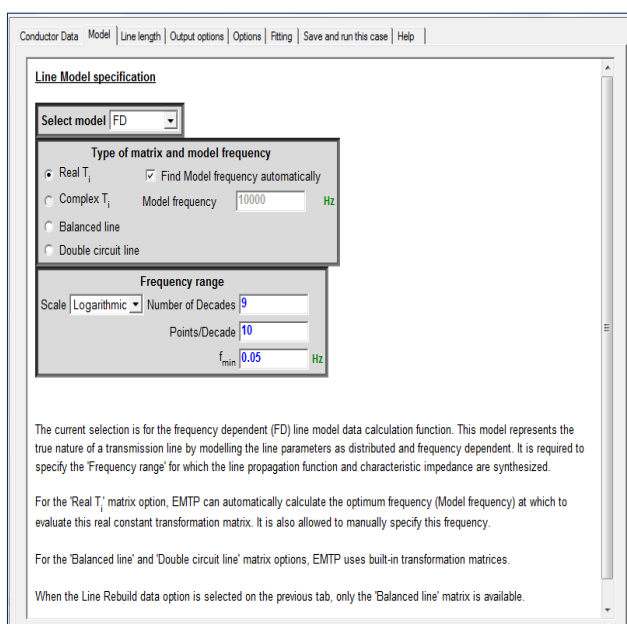 Conductor Data Model Line length Output options Options Fitting Save and run this case Help
Line Model specification
Select model FD
Type of matrix and model frequency
Real Ti Find Model frequency automatically
Complex Ti Model frequency 10000 Hz
Balanced line
Double circuit line
Frequency range
Scale Logarithmic Number of Decades 9
Points/Decade 10
fmin 0.05 Hz
The current selection is for the frequency dependent (FD) line model data calculation function. This model represents the
true nature of a transmission line by modelling the line parameters as distributed and frequency dependent. It is required to
specify the 'Frequency range' for which the line propagation function and characteristic impedance are synthesized.
For the 'Real Ti' matrix option, EMTP can automatically calculate the optimum frequency (Model frequency) at which to
evaluate this real constant transformation matrix. It is also allowed to manually specify this frequency.
For the 'Balanced line' and 'Double circuit line' matrix options, EMTP uses built-in transformation matrices.
When the Line Rebuild data option is selected on the previous tab, only the 'Balanced line' matrix is available.